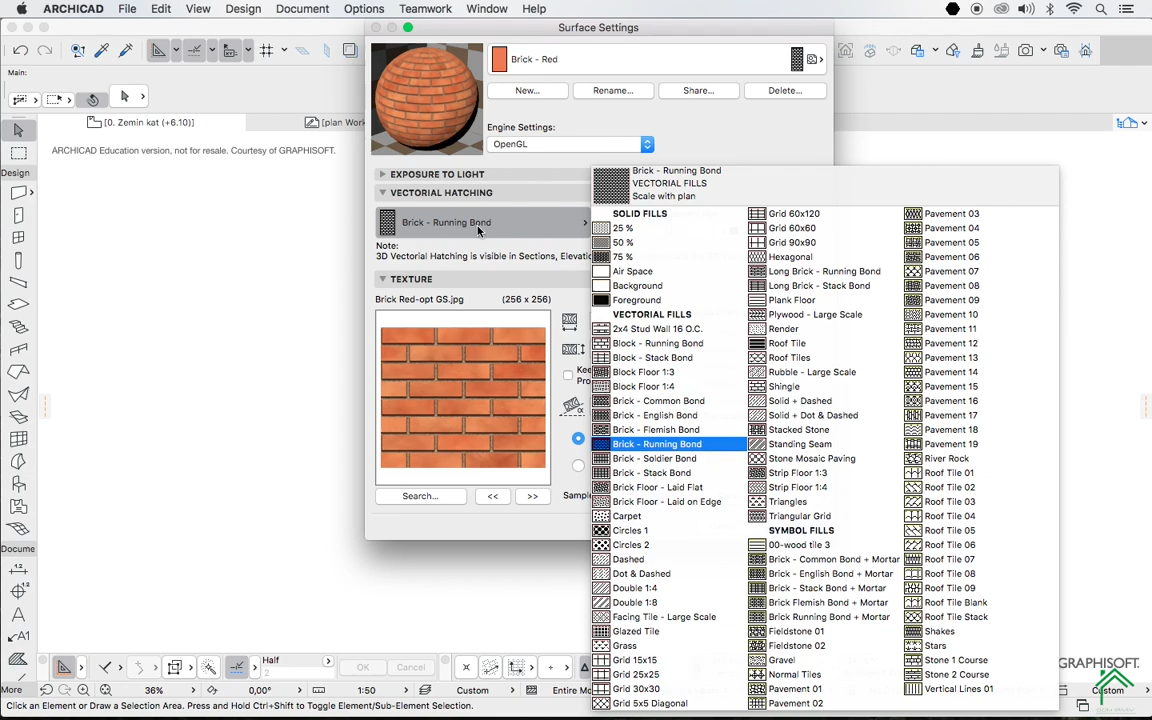 ARCHICAD File Edit View Design Document Options Teamwork Window Help
Surface Settings
Brick - Red
Main:
New... Rename... Share... Delete...
[0. Zemin kat (+6.10)]
[plan Work
Engine Settings:
OpenGL
ARCHICAD Education version, not for resale. Courtesy of GRAPHISOFT.
Design
EXPOSURE TO LIGHT
VECTORIAL HATCHING
Brick - Running Bond
Note:
3D Vectorial Hatching is visible in Sections, Elevatio
TEXTURE
Brick Red-opt GS.jpg (256 x 256)
Kee
Pro
Search... << >> Sampl
Brick - Running Bond
VECTORIAL FILLS
Scale with plan
SOLID FILLS
25 %
50 %
75 %
Air Space
Background
Foreground
VECTORIAL FILLS
2x4 Stud Wall 16 O.C.
Block - Running Bond
Block - Stack Bond
Block Floor 1:3
Block Floor 1:4
Brick - Common Bond
Brick - English Bond
Brick - Flemish Bond
Brick - Running Bond
Brick - Soldier Bond
Brick - Stack Bond
Brick Floor - Laid Flat
Brick Floor - Laid on Edge
Carpet
Circles 1
Circles 2
Dashed
Dot & Dashed
Double 1:4
Double 1:8
Facing Tile - Large Scale
Glazed Tile
Grass
Grid 15x15
Grid 25x25
Grid 30x30
Grid 5x5 Diagonal
Grid 60x120
Grid 60x60
Grid 90x90
Hexagonal
Long Brick - Running Bond
Long Brick - Stack Bond
Plank Floor
Plywood - Large Scale
Render
Roof Tile
Roof Tiles
Rubble - Large Scale
Shingle
Solid + Dashed
Solid + Dot & Dashed
Stacked Stone
Standing Seam
Stone Mosaic Paving
Strip Floor 1:3
Strip Floor 1:4
Triangles
Triangular Grid
SYMBOL FILLS
00-wood tile 3
Brick - Common Bond + Mortar
Brick - English Bond + Mortar
Brick - Stack Bond + Mortar
Brick Flemish Bond + Mortar
Brick Running Bond + Mortar
Fieldstone 01
Fieldstone 02
Gravel
Normal Tiles
Pavement 01
Pavement 02
Pavement 03
Pavement 04
Pavement 05
Pavement 06
Pavement 07
Pavement 08
Pavement 09
Pavement 10
Pavement 11
Pavement 12
Pavement 13
Pavement 14
Pavement 15
Pavement 16
Pavement 17
Pavement 18
Pavement 19
River Rock
Roof Tile 01
Roof Tile 02
Roof Tile 03
Roof Tile 04
Roof Tile 05
Roof Tile 06
Roof Tile 07
Roof Tile 08
Roof Tile 09
Roof Tile Blank
Roof Tile Stack
Shakes
Stars
Stone 1 Course
Stone 2 Course
Vertical Lines 01
Docume
1.2
1.2
A
A1
More
Half
2
OK Cancel
GRAPHISOFT.
36% 0,00° 1:50 Custom Entire Mo Custom
Click an Element or Draw a Selection Area. Press and Hold Ctrl+Shift to Toggle Element/Sub-Element Selection.